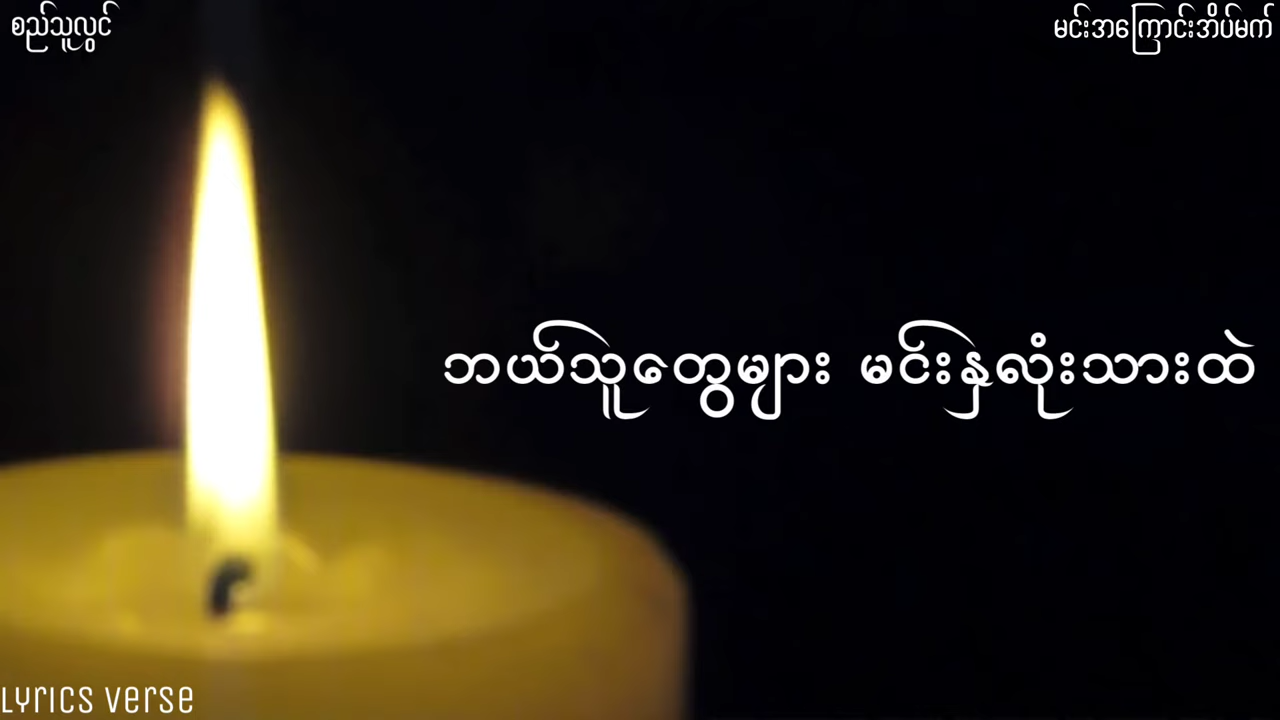 စည်သူလွင်
မင်းအကြောင်းအိပ်မက်
ဘယ်သူတွေများ မင်းနှလုံးသားထဲ
Lyrics Verse